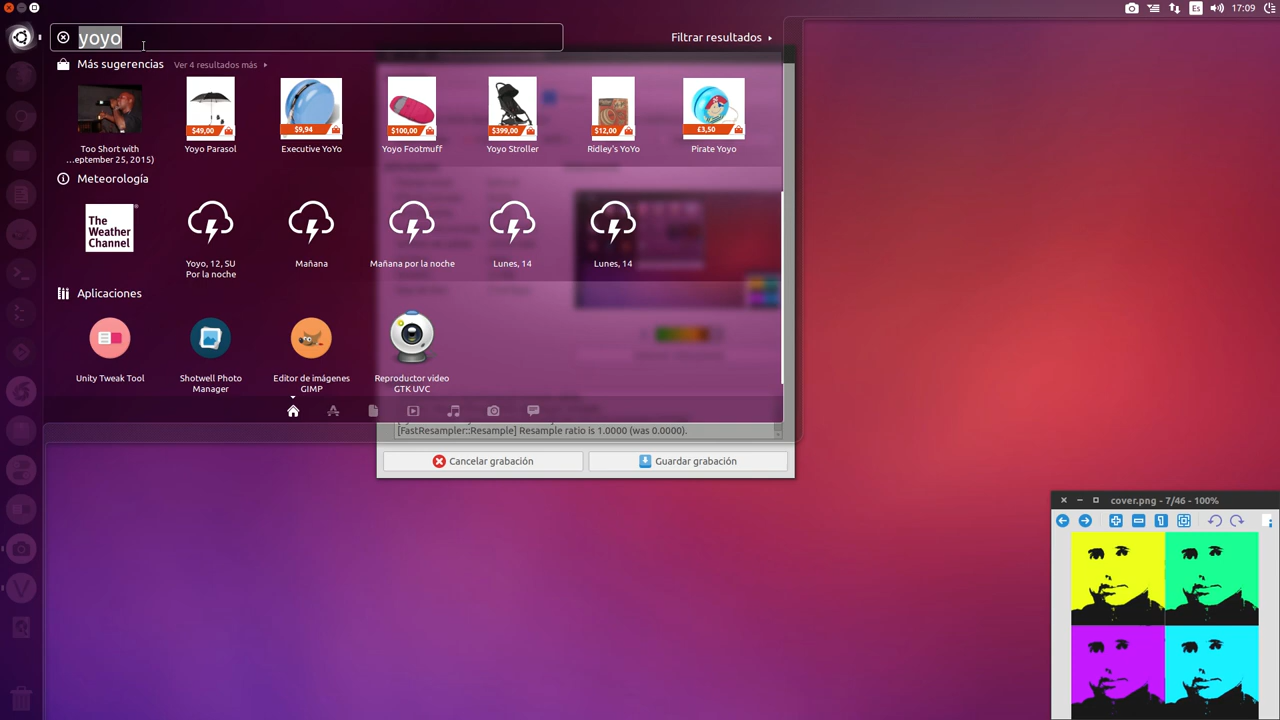 Es
17:09
yoyo
Filtrar resultados
Más sugerencias
Ver 4 resultados más
$49,00
$9,94
$100,00
$399,00
$12,00
£3,50
Too Short with
...eptember 25, 2015)
Yoyo Parasol
Executive YoYo
Yoyo Footmuff
Yoyo Stroller
Ridley's YoYo
Pirate Yoyo
Meteorología
The
Weather
Channel
Yoyo, 12, SU
Por la noche
Mañana
Mañana por la noche
Lunes, 14
Lunes, 14
Aplicaciones
Unity Tweak Tool
Shotwell Photo
Manager
Editor de imágenes
GIMP
Reproductor video
GTK UVC
[FastResampler::Resample] Resample ratio is 1.0000 (was 0.0000).
Cancelar grabación
Guardar grabación
cover.png - 7/46 - 100%